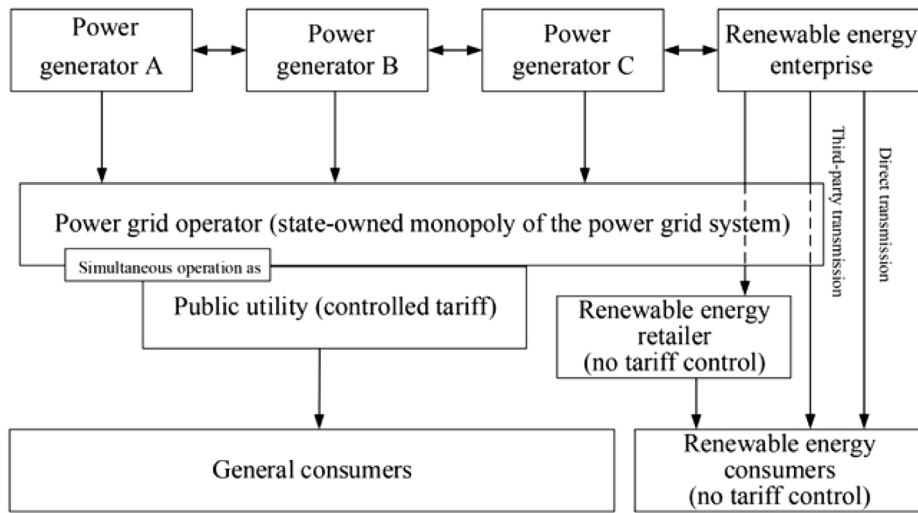 Power
generator A
Power
generator B
Power
generator C
Renewable energy
enterprise
Third-party transmission
Direct transmission
Power grid operator (state-owned monopoly of the power grid system)
Simultaneous operation as
Public utility (controlled tariff)
Renewable energy
retailer
(no tariff control)
General consumers
Renewable energy
consumers
(no tariff control)